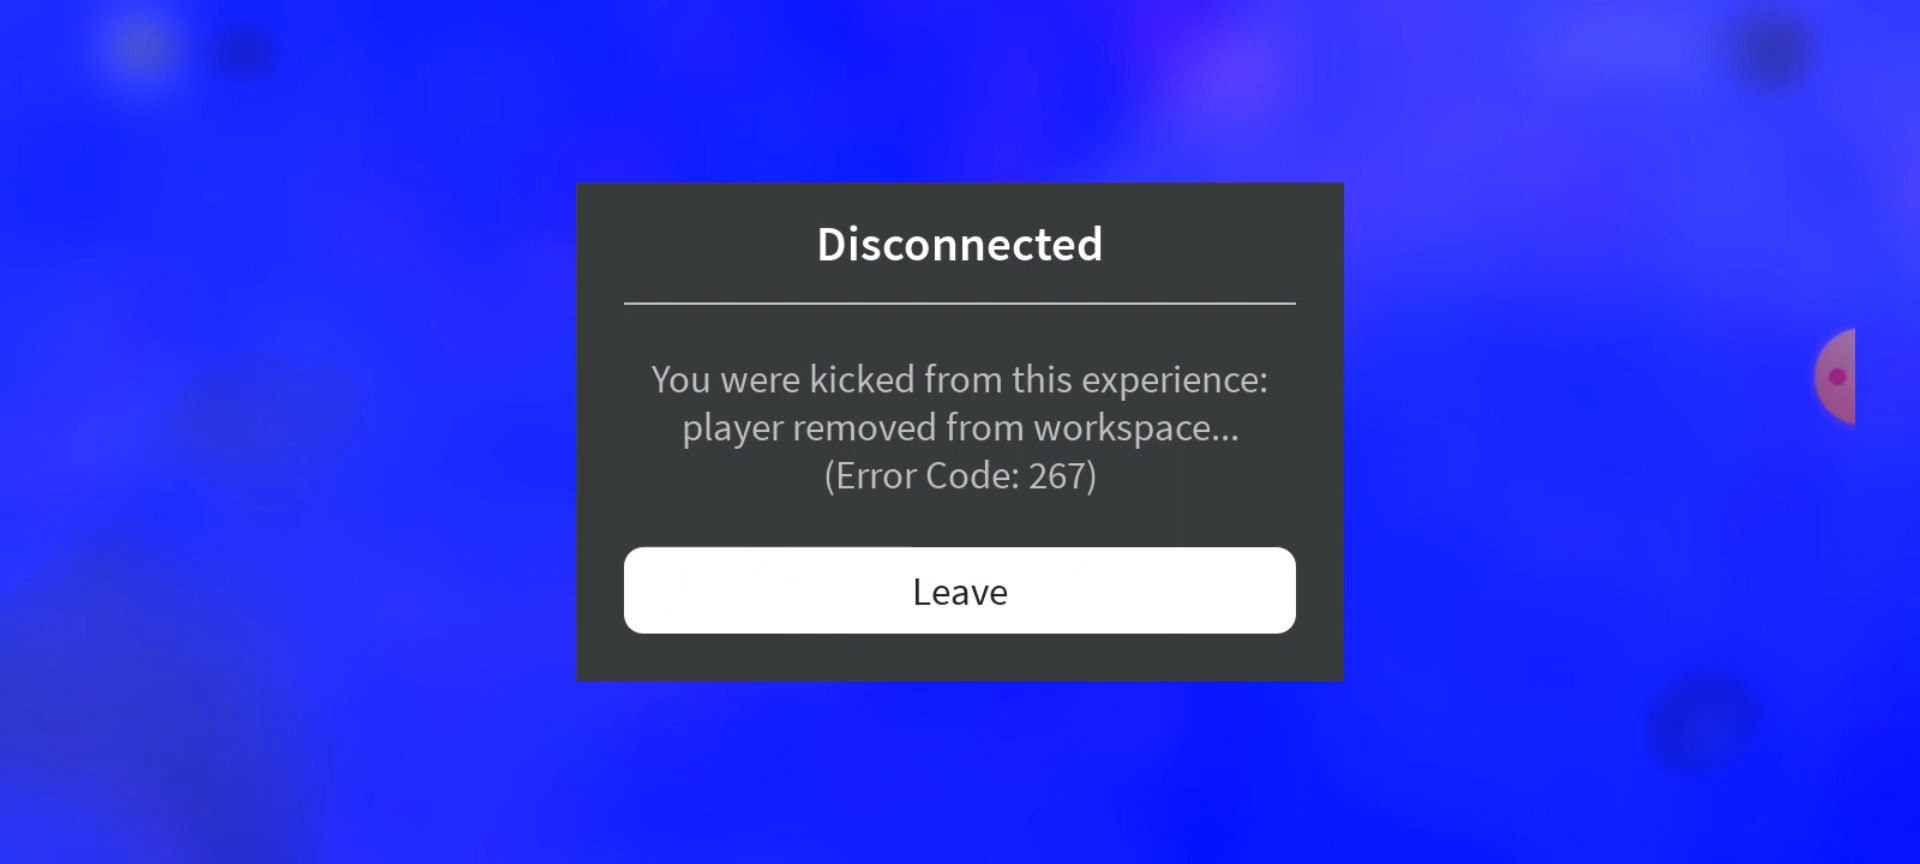 Disconnected
You were kicked from this experience:
player removed from workspace...
(Error Code: 267)
Leave